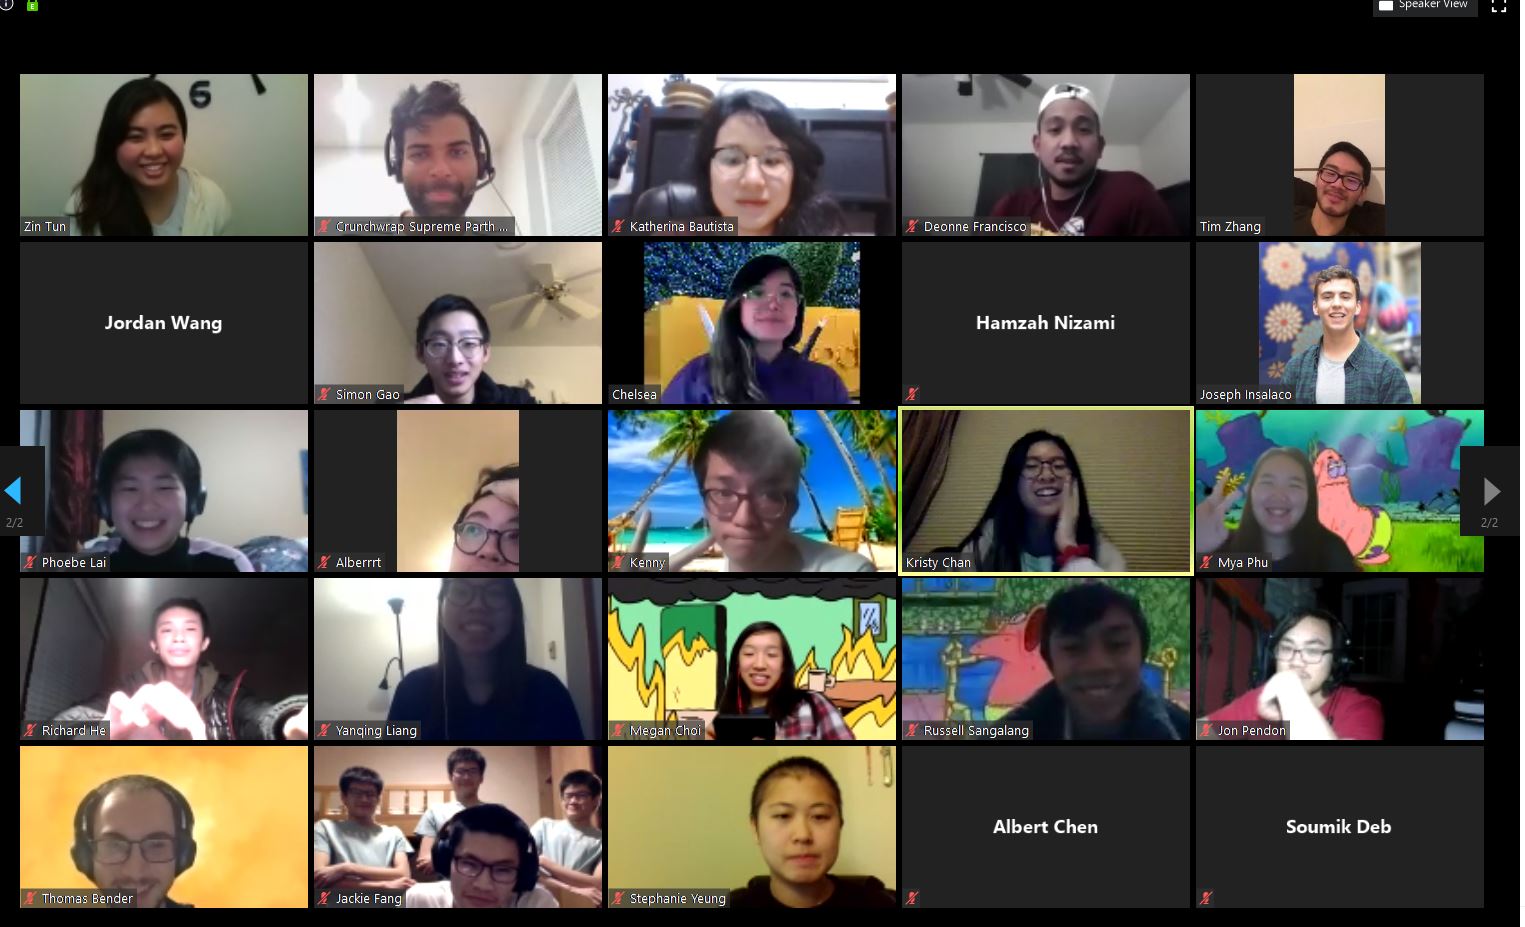 Speaker View
6
Zin Tun
Crunchwrap Supreme Parth ...
Katherina Bautista
Deonne Francisco
Tim Zhang
Jordan Wang
Simon Gao
Chelsea
Hamzah Nizami
Joseph Insalaco
2/2
Phoebe Lai
Alberrrt
Kenny
Kristy Chan
Mya Phu
2/2
Richard He
Yanqing Liang
Megan Choi
Russell Sangalang
Jon Pendon
Thomas Bender
Jackie Fang
Stephanie Yeung
Albert Chen
Soumik Deb